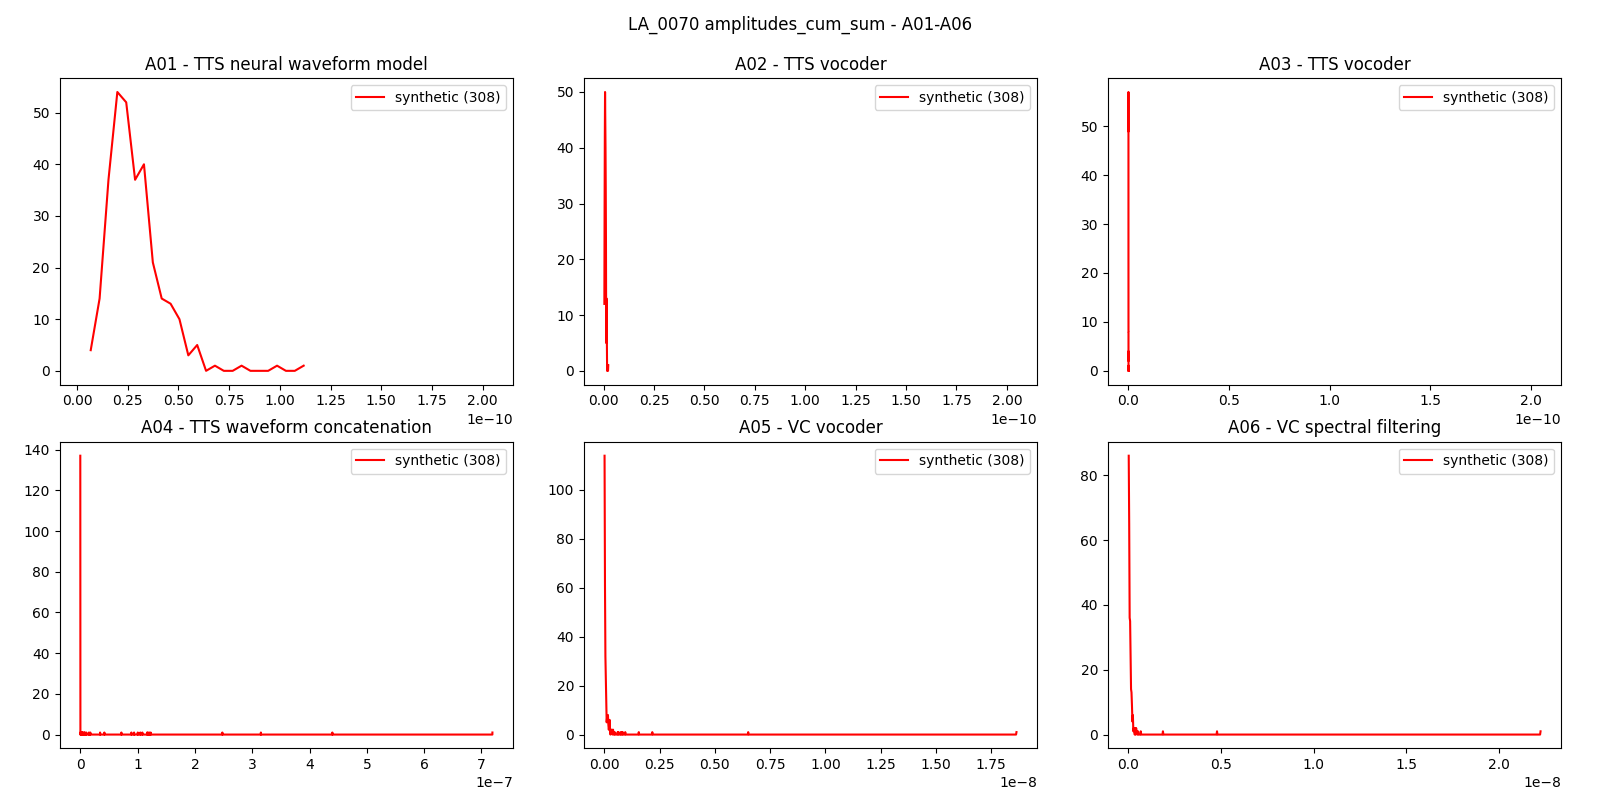 LA_0070 amplitudes_cum_sum - A01-A06
A01 - TTS neural waveform model
synthetic (308)
50
40
30
20
10
0
0.00 0.25 0.50 0.75 1.00 1.25 1.50 1.75 2.00
1e−10
A02 - TTS vocoder
synthetic (308)
50
40
30
20
10
0
0.00 0.25 0.50 0.75 1.00 1.25 1.50 1.75 2.00
1e−10
A03 - TTS vocoder
synthetic (308)
50
40
30
20
10
0
0.0 0.5 1.0 1.5 2.0
1e−10
A04 - TTS waveform concatenation
synthetic (308)
140
120
100
80
60
40
20
0
0 1 2 3 4 5 6 7
1e−7
A05 - VC vocoder
synthetic (308)
100
80
60
40
20
0
0.00 0.25 0.50 0.75 1.00 1.25 1.50 1.75
1e−8
A06 - VC spectral filtering
synthetic (308)
80
60
40
20
0
0.0 0.5 1.0 1.5 2.0
1e−8